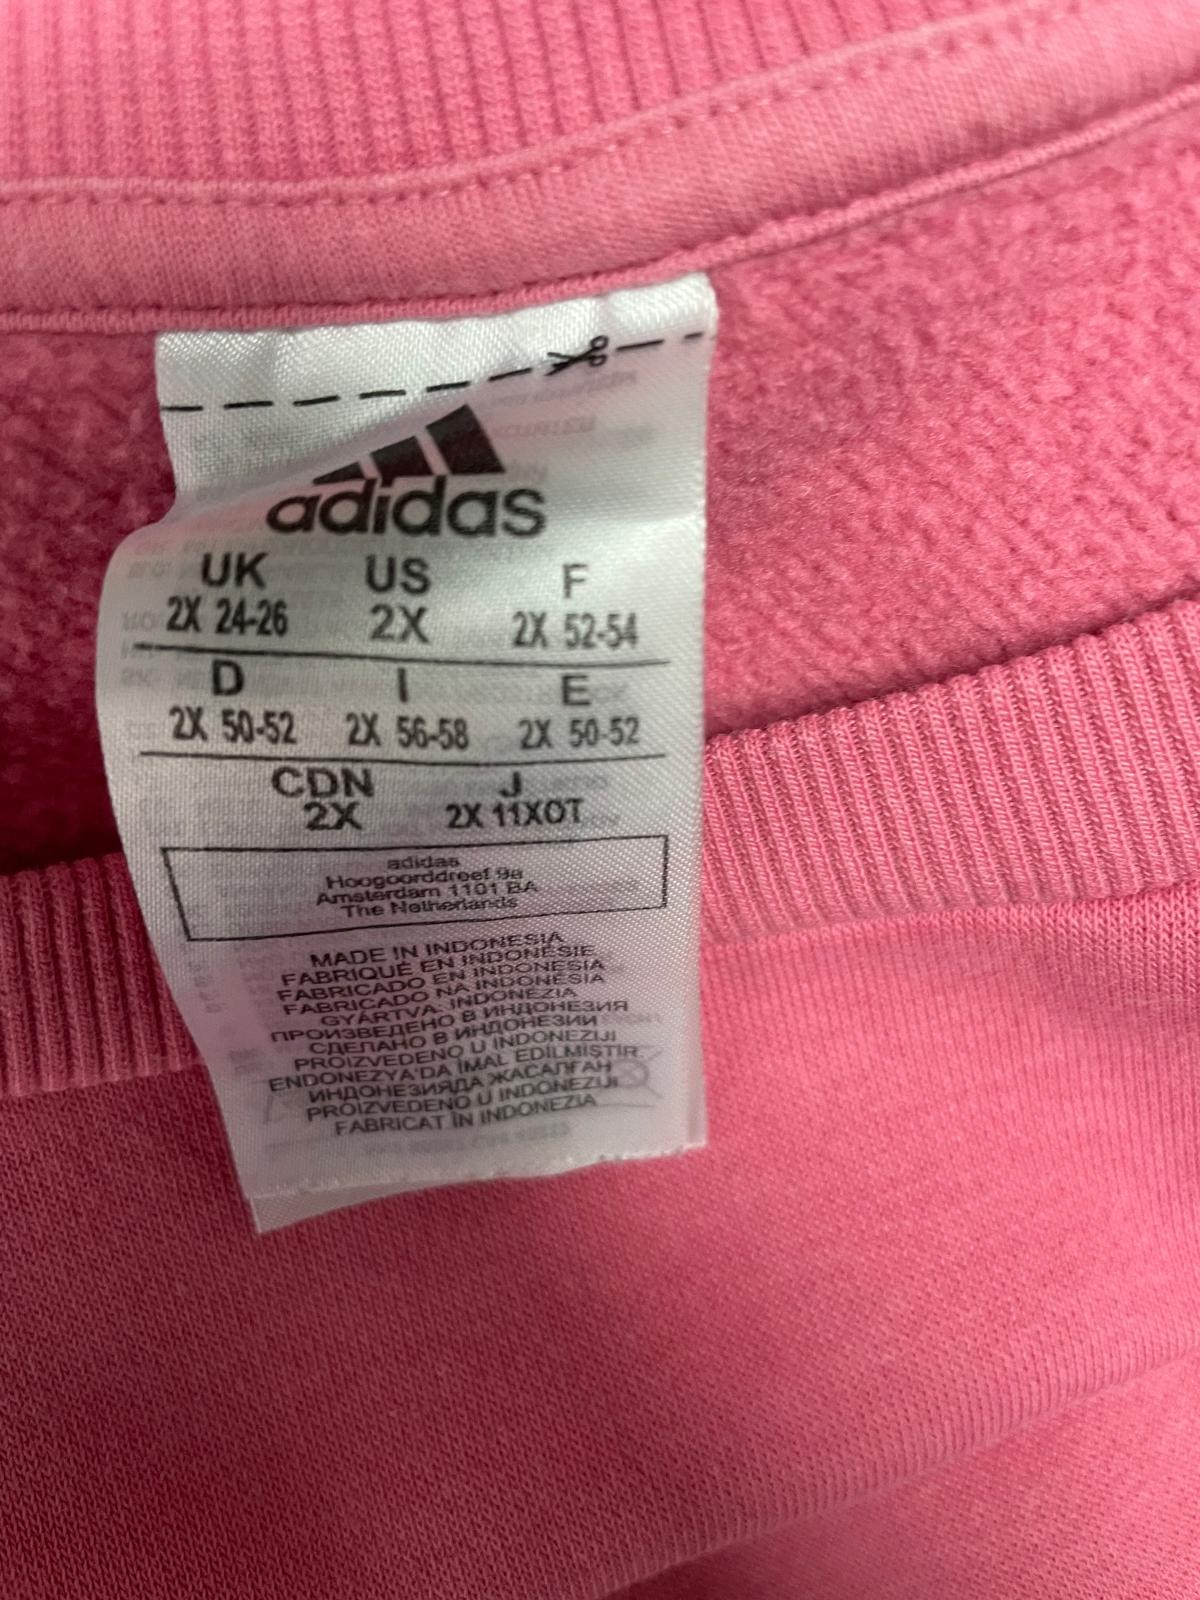 adidas
UK US F
2X 24-26 2X 2X 52-54
D I E
2X 50-52 2X 56-58 2X 50-52
CDN J
2X 2X 11XOT
adidas
Hoogoorddreef 9a
Amsterdam 1101 BA
The Netherlands
MADE IN INDONESIA
FABRIQUÉ EN INDONÉSIE
FABRICADO EN INDONESIA
FABRICADO NA INDONÉSIA
GYÁRTVA: INDONÉZIA
ПРОИЗВЕДЕНО В ИНДОНЕЗИЯ
СДЕЛАНО В ИНДОНЕЗИИ
PROIZVEDENO U INDONEZIJI
ENDONEZYA'DA İMAL EDİLMİŞTİR
ИНДОНЕЗИЯДА ЖАСАЛҒАН
PROIZVEDENO U INDONEZIJI
FABRICAT ÎN INDONEZIA